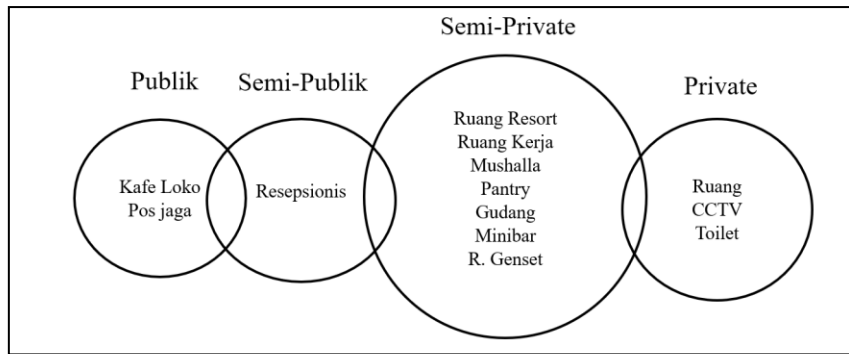 Semi-Private
Publik
Semi-Publik
Private
Kafe Loko
Pos jaga
Resepsionis
Ruang Resort
Ruang Kerja
Mushalla
Pantry
Gudang
Minibar
R. Genset
Ruang
CCTV
Toilet